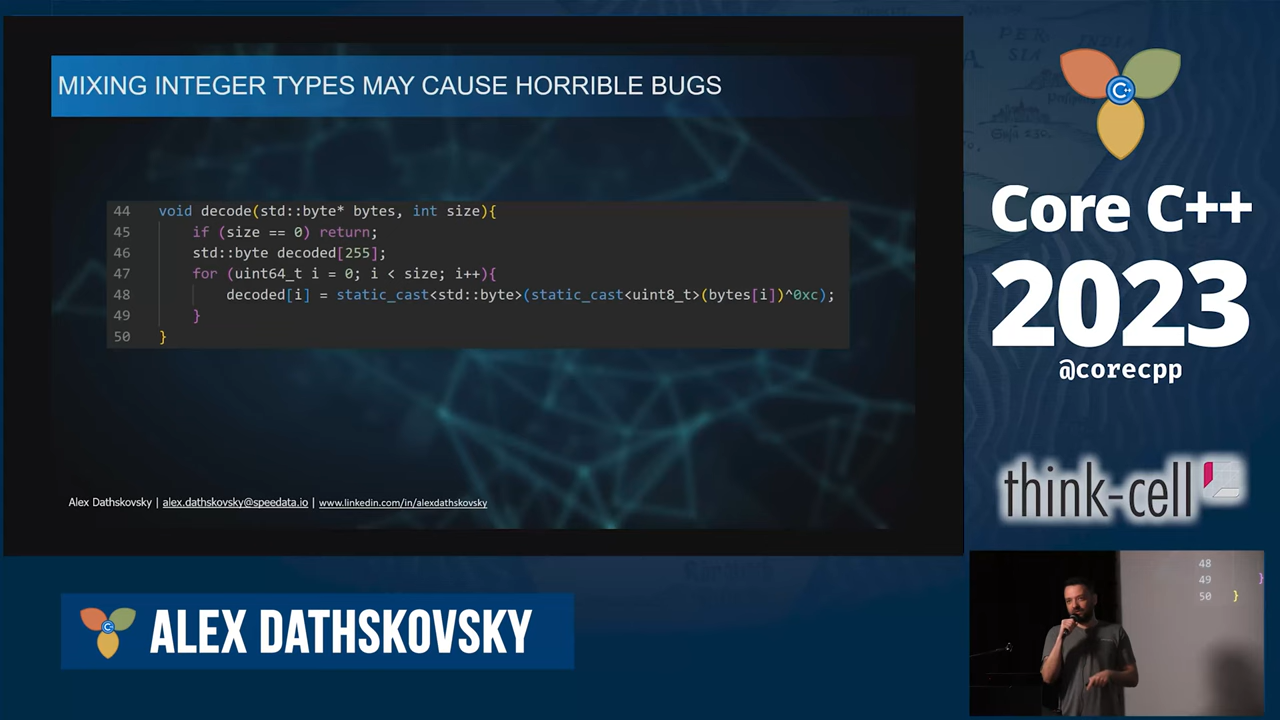 MIXING INTEGER TYPES MAY CAUSE HORRIBLE BUGS
44 void decode(std::byte* bytes, int size){
45 if (size == 0) return;
46 std::byte decoded[255];
47 for (uint64_t i = 0; i < size; i++){
48 decoded[i] = static_cast<std::byte>(static_cast<uint8_t>(bytes[i])^0xc);
49 }
50 }
Alex Dathskovsky | alex.dathskovsky@speedata.io | www.linkedin.com/in/alexdathskovsky
C++
Core C++
2023
@corecpp
think-cell
48
49 }
50 }
C++
ALEX DATHSKOVSKY